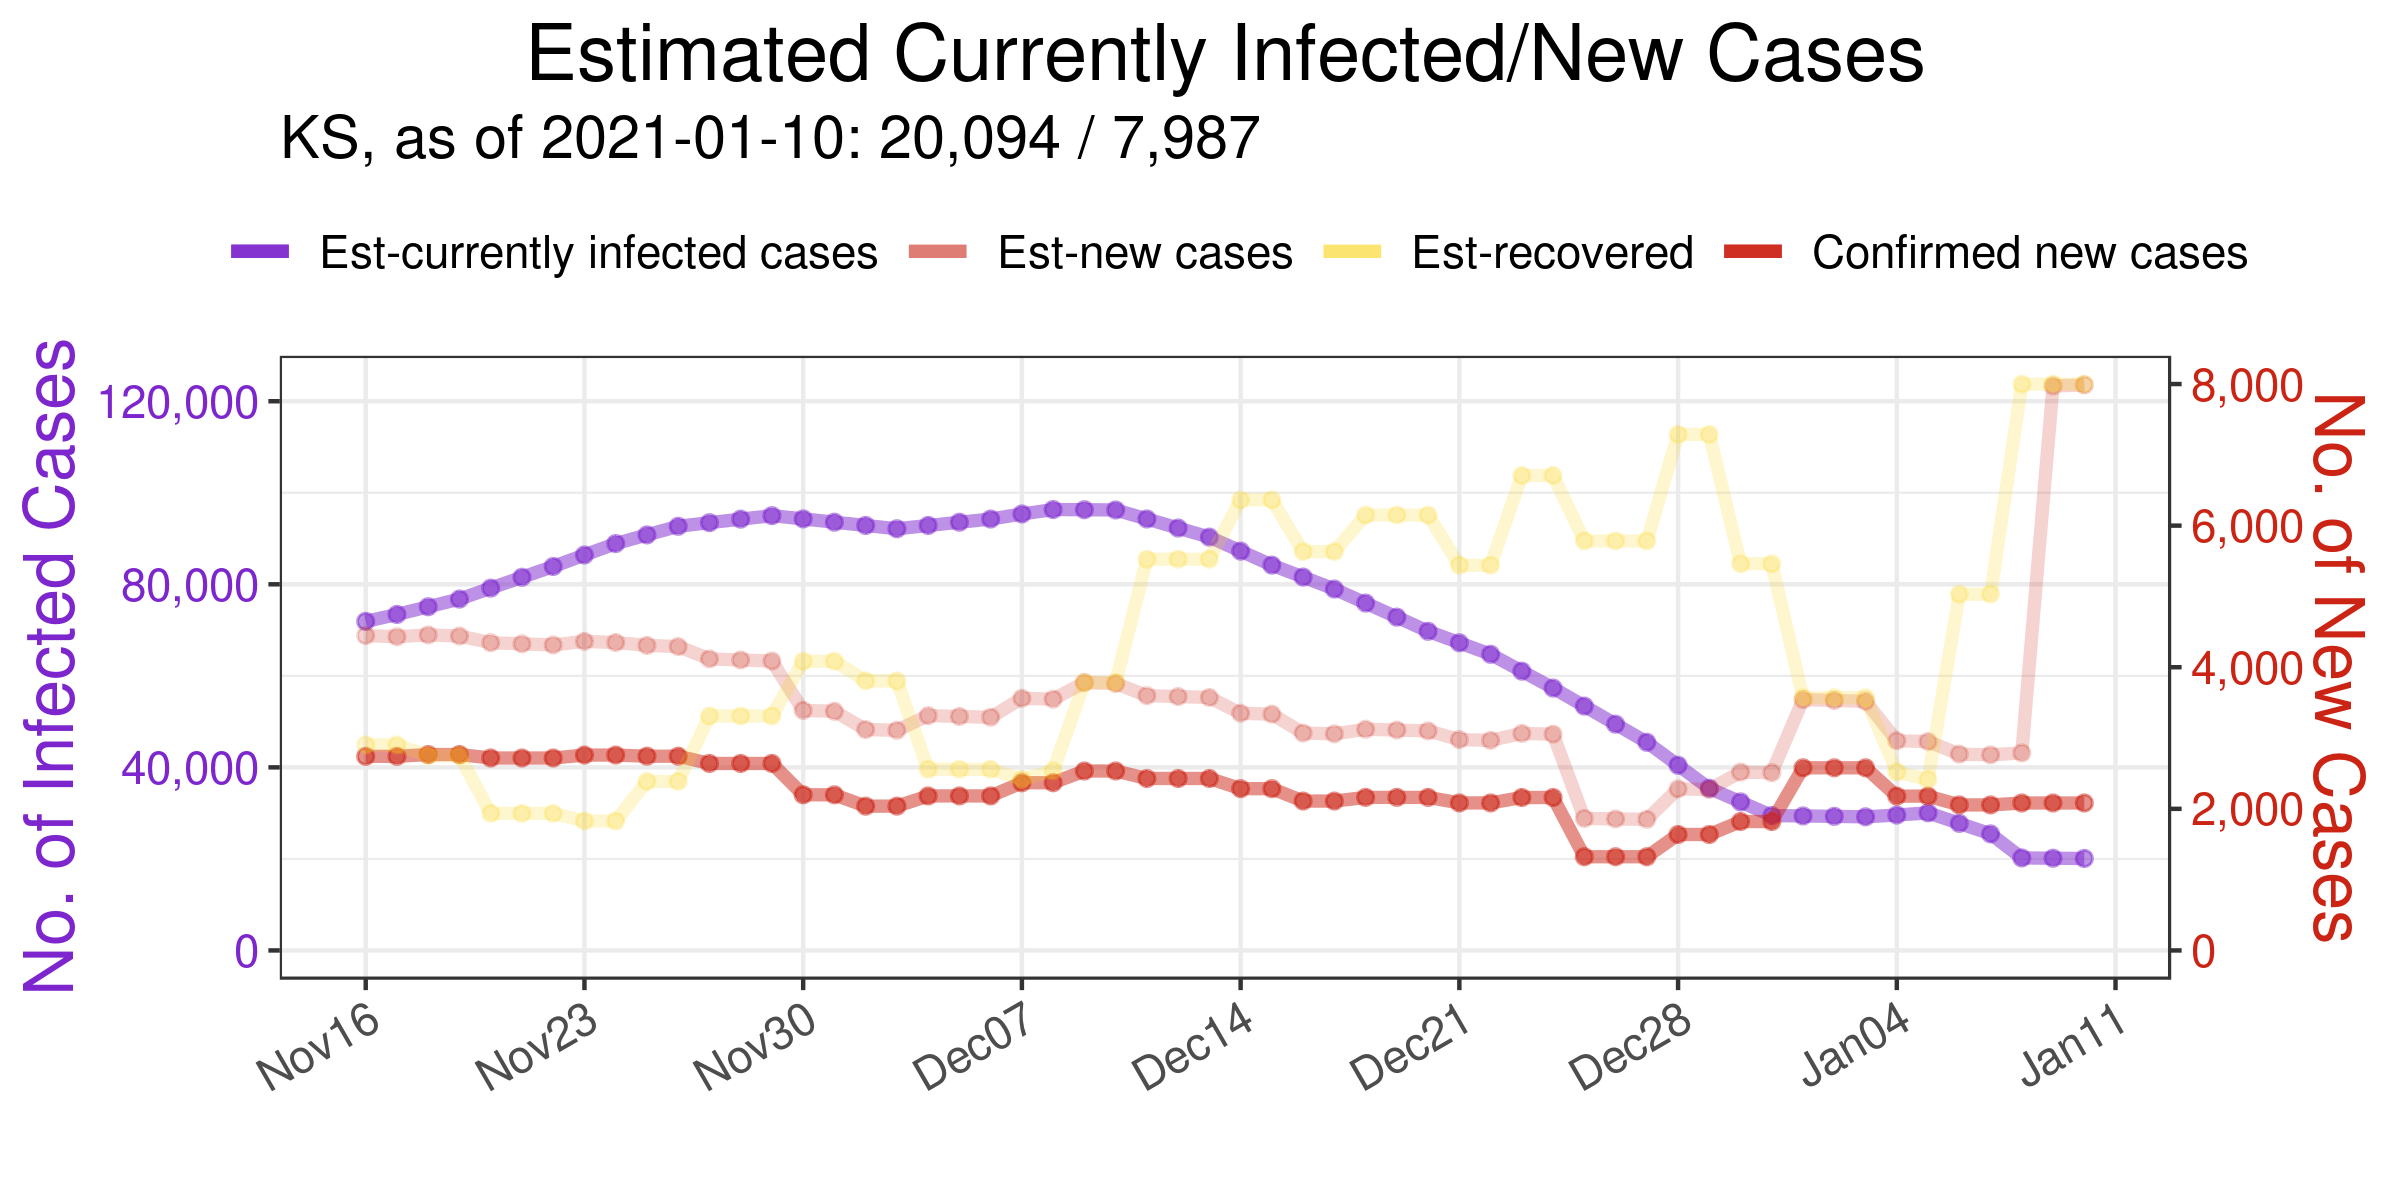 Estimated Currently Infected/New Cases
KS, as of 2021-01-10: 20,094 / 7,987
Est-currently infected cases Est-new cases Est-recovered Confirmed new cases
No. of Infected Cases
120,000
80,000
40,000
0
8,000
6,000
4,000
2,000
0
No. of New Cases
Nov16 Nov23 Nov30 Dec07 Dec14 Dec21 Dec28 Jan04 Jan11